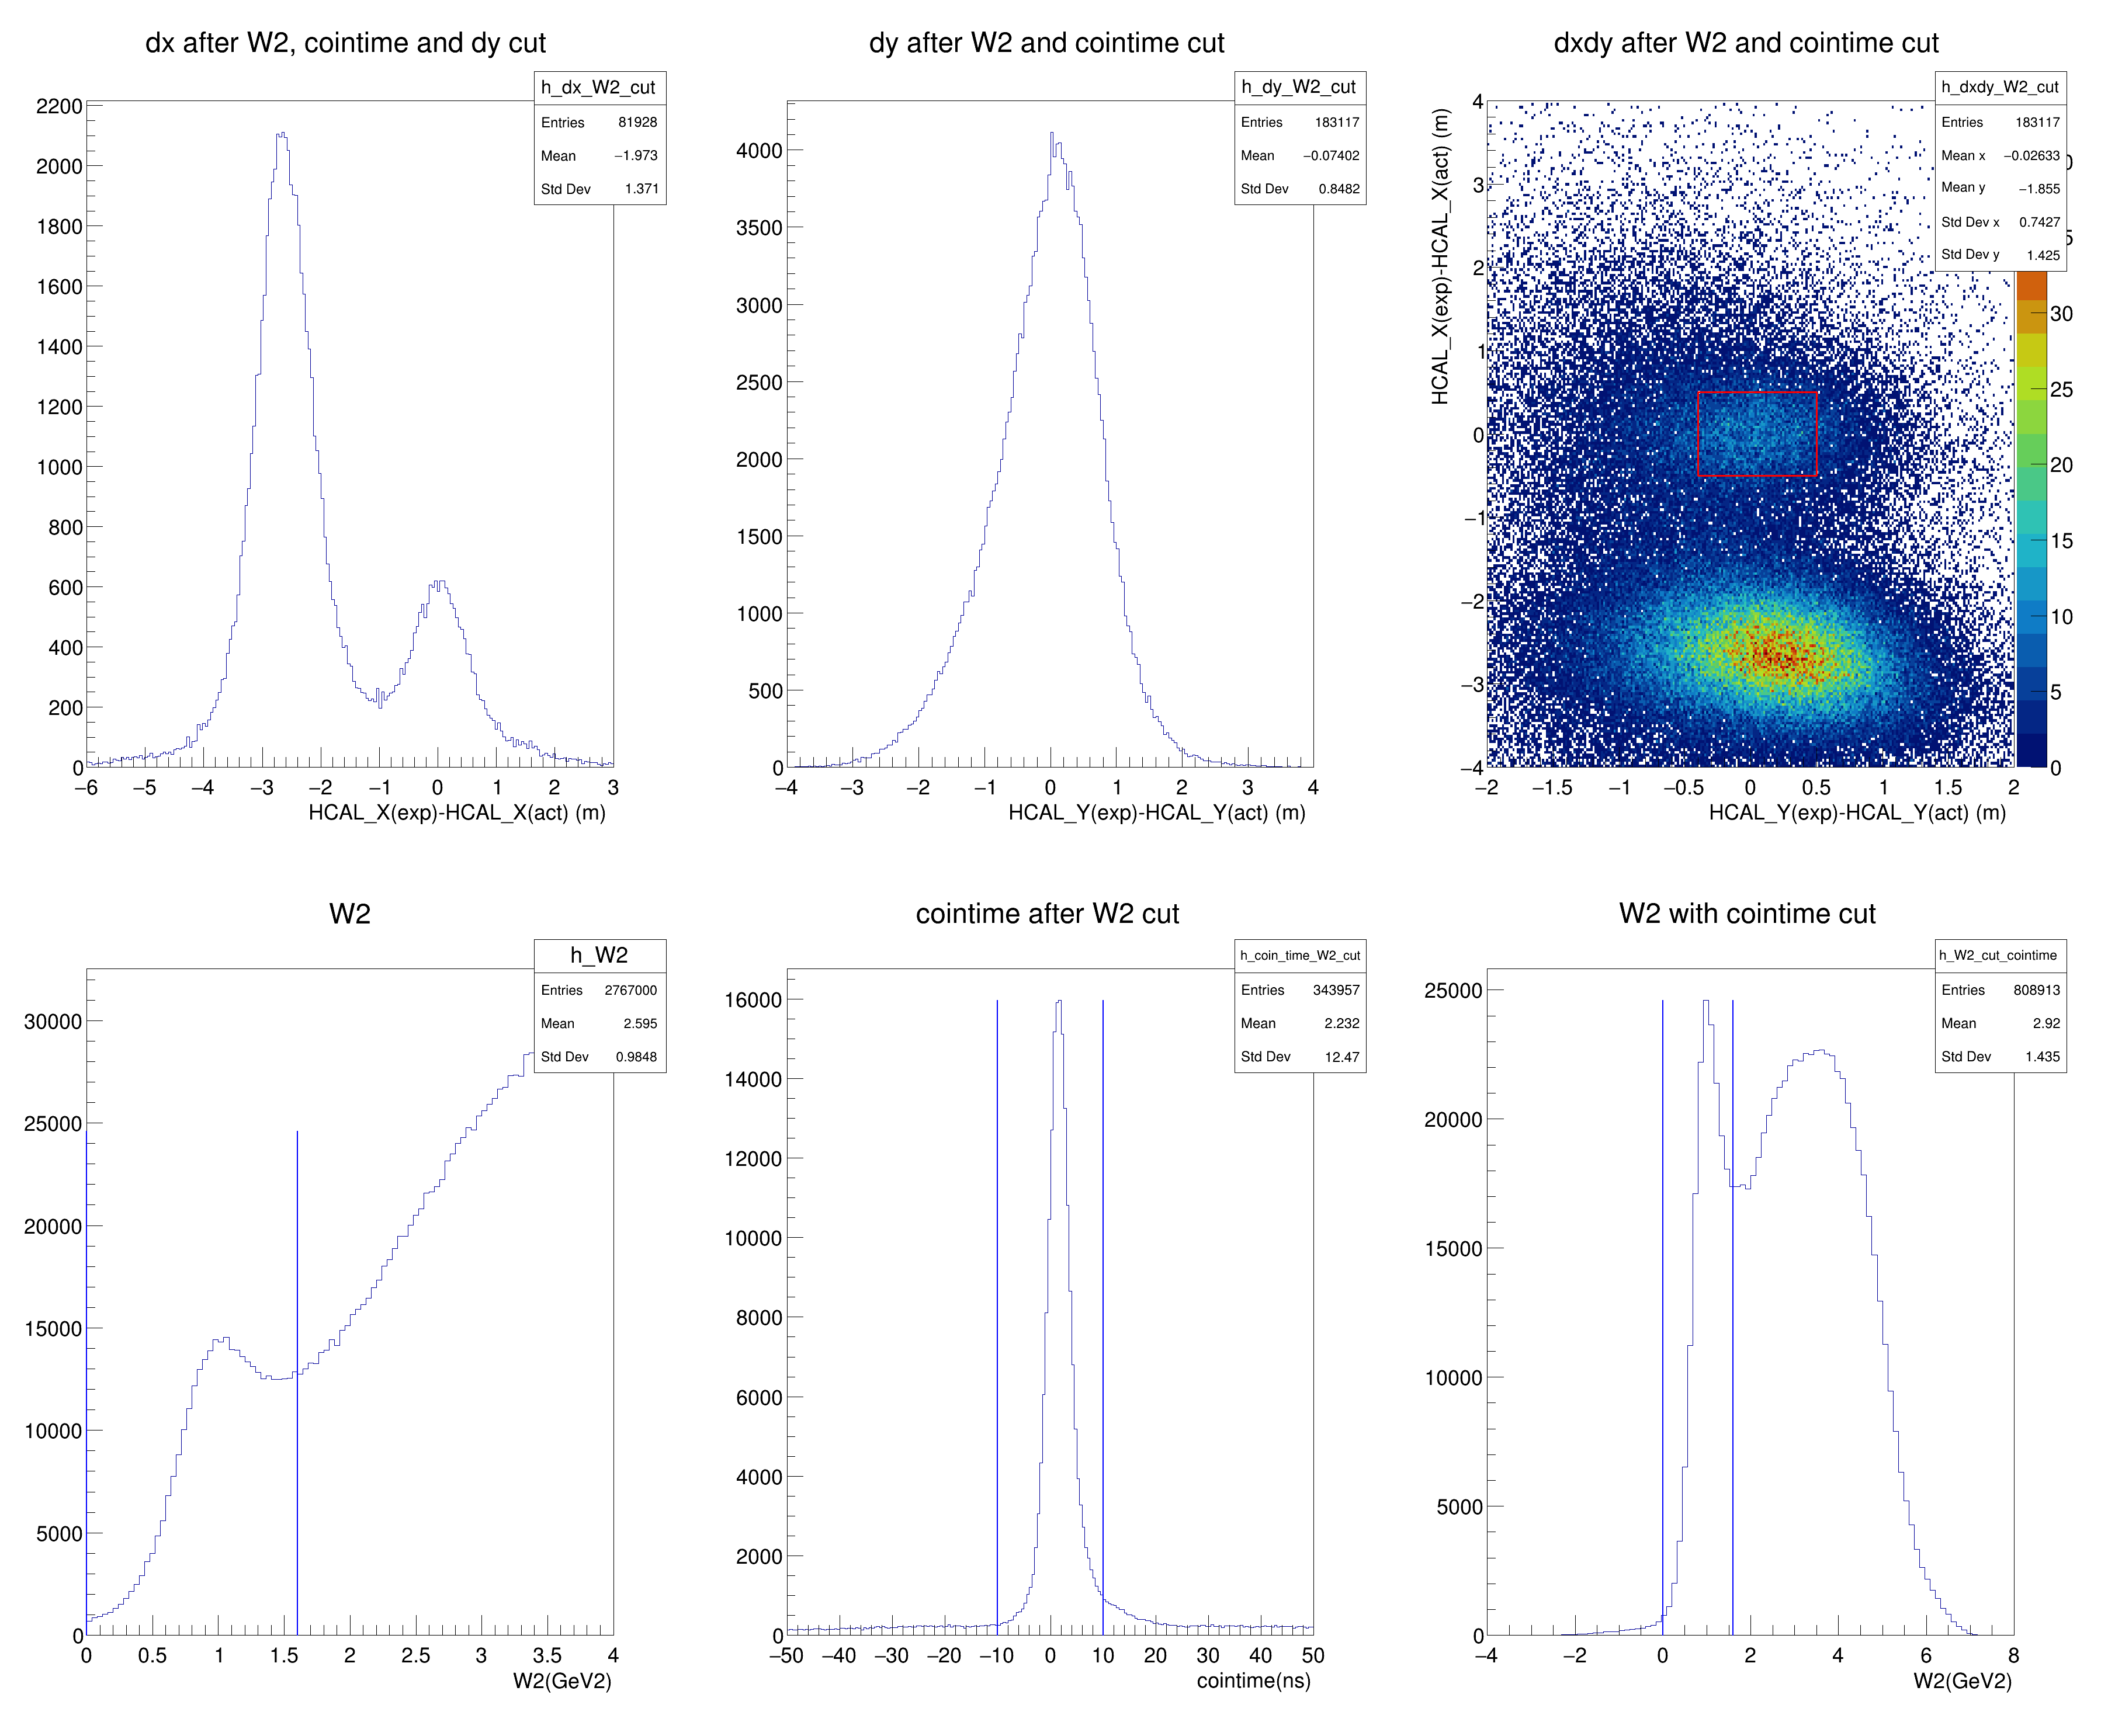 dx after W2, cointime and dy cut
h_dx_W2_cut
Entries 81928
Mean −1.973
Std Dev 1.371
2200
2000
1800
1600
1400
1200
1000
800
600
400
200
0
−6 −5 −4 −3 −2 −1 0 1 2 3
HCAL_X(exp)-HCAL_X(act) (m)
dy after W2 and cointime cut
h_dy_W2_cut
Entries 183117
Mean −0.07402
Std Dev 0.8482
4000
3500
3000
2500
2000
1500
1000
500
0
−4 −3 −2 −1 0 1 2 3 4
HCAL_Y(exp)-HCAL_Y(act) (m)
dxdy after W2 and cointime cut
h_dxdy_W2_cut
Entries 183117
Mean x −0.02633
Mean y −1.855
Std Dev x 0.7427
Std Dev y 1.425
HCAL_X(exp)-HCAL_X(act) (m)
4
3
2
1
0
−1
−2
−3
−4
30
25
20
15
10
5
0
−2 −1.5 −1 −0.5 0 0.5 1 1.5 2
HCAL_Y(exp)-HCAL_Y(act) (m)
W2
h_W2
Entries 2767000
Mean 2.595
Std Dev 0.9848
30000
25000
20000
15000
10000
5000
0
0 0.5 1 1.5 2 2.5 3 3.5 4
W2(GeV2)
cointime after W2 cut
h_coin_time_W2_cut
Entries 343957
Mean 2.232
Std Dev 12.47
16000
14000
12000
10000
8000
6000
4000
2000
0
−50 −40 −30 −20 −10 0 10 20 30 40 50
cointime(ns)
W2 with cointime cut
h_W2_cut_cointime
Entries 808913
Mean 2.92
Std Dev 1.435
25000
20000
15000
10000
5000
0
−4 −2 0 2 4 6 8
W2(GeV2)